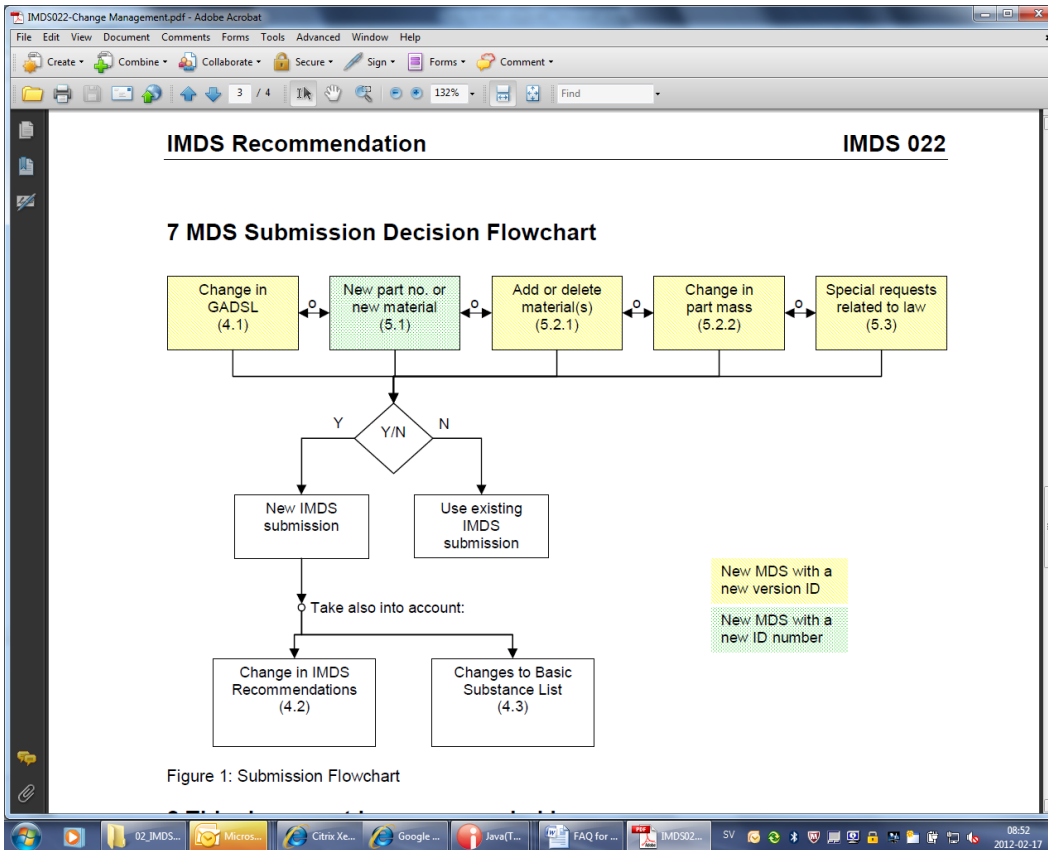 IMDS022-Change Management.pdf - Adobe Acrobat
File Edit View Document Comments Forms Tools Advanced Window Help
Create Combine Collaborate Secure Sign Forms Comment
3 / 4 132% Find
IMDS Recommendation IMDS 022
7 MDS Submission Decision Flowchart
Change in
GADSL
(4.1)
New part no. or
new material
(5.1)
Add or delete
material(s)
(5.2.1)
Change in
part mass
(5.2.2)
Special requests
related to law
(5.3)
o o o o
Y Y/N N
New IMDS
submission
Use existing
IMDS
submission
New MDS with a
new version ID
Take also into account:
New MDS with a
new ID number
Change in IMDS
Recommendations
(4.2)
Changes to Basic
Substance List
(4.3)
Figure 1: Submission Flowchart
02_IMDS... Micros... Citrix Xe... Google ... Java(T... FAQ for ... IMDS02... SV 08:52
2012-02-17